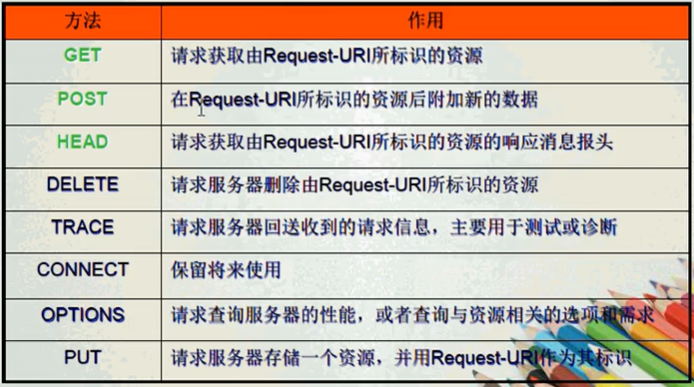 方法 作用
GET 请求获取由Request-URI所标识的资源
POST 在Request-URI所标识的资源后附加新的数据
HEAD 请求获取由Request-URI所标识的资源的响应消息报头
DELETE 请求服务器删除由Request-URI所标识的资源
TRACE 请求服务器回送收到的请求信息，主要用于测试或诊断
CONNECT 保留将来使用
OPTIONS 请求查询服务器的性能，或者查询与资源相关的选项和需求
PUT 请求服务器存储一个资源，并用Request-URI作为其标识